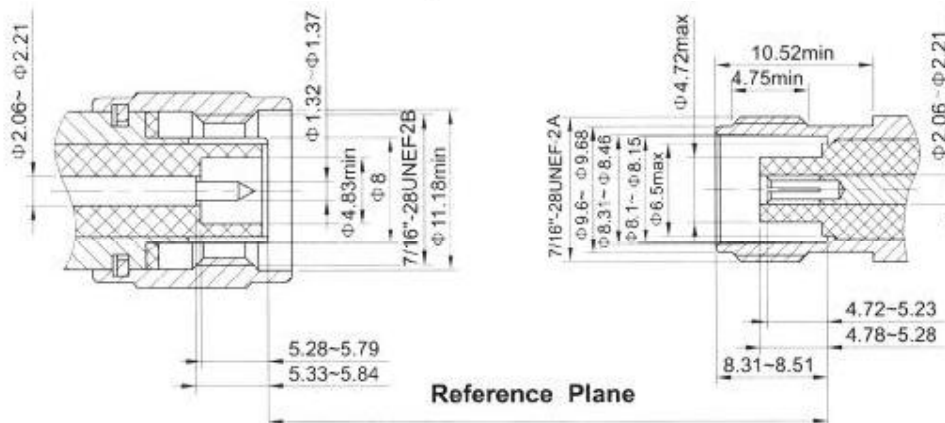 Φ2.06~ Φ2.21
Φ1.32 ~Φ1.37
Φ4.83min
Φ8
7/16"-28UNEF-2B
Φ11.18min
5.28~5.79
5.33~5.84
Reference Plane
10.52min
4.75min
Φ4.72max
7/16"-28UNEF-2A
Φ9.6~ Φ9.68
Φ8.31~Φ8.46
Φ8.1~ Φ8.15
Φ6.5max
Φ2.06~Φ2.21
4.72~5.23
4.78~5.28
8.31~8.51